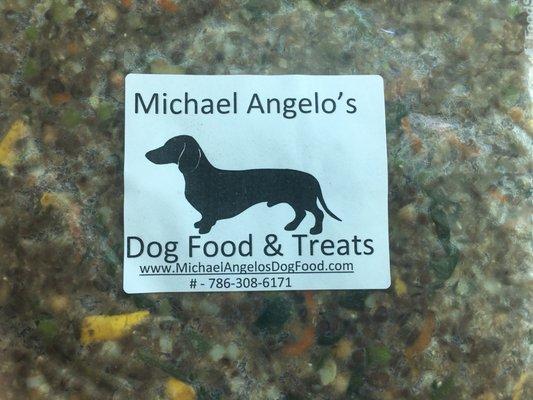 Michael Angelo's
Dog Food & Treats
www.MichaelAngelosDogFood.com
# - 786-308-6171